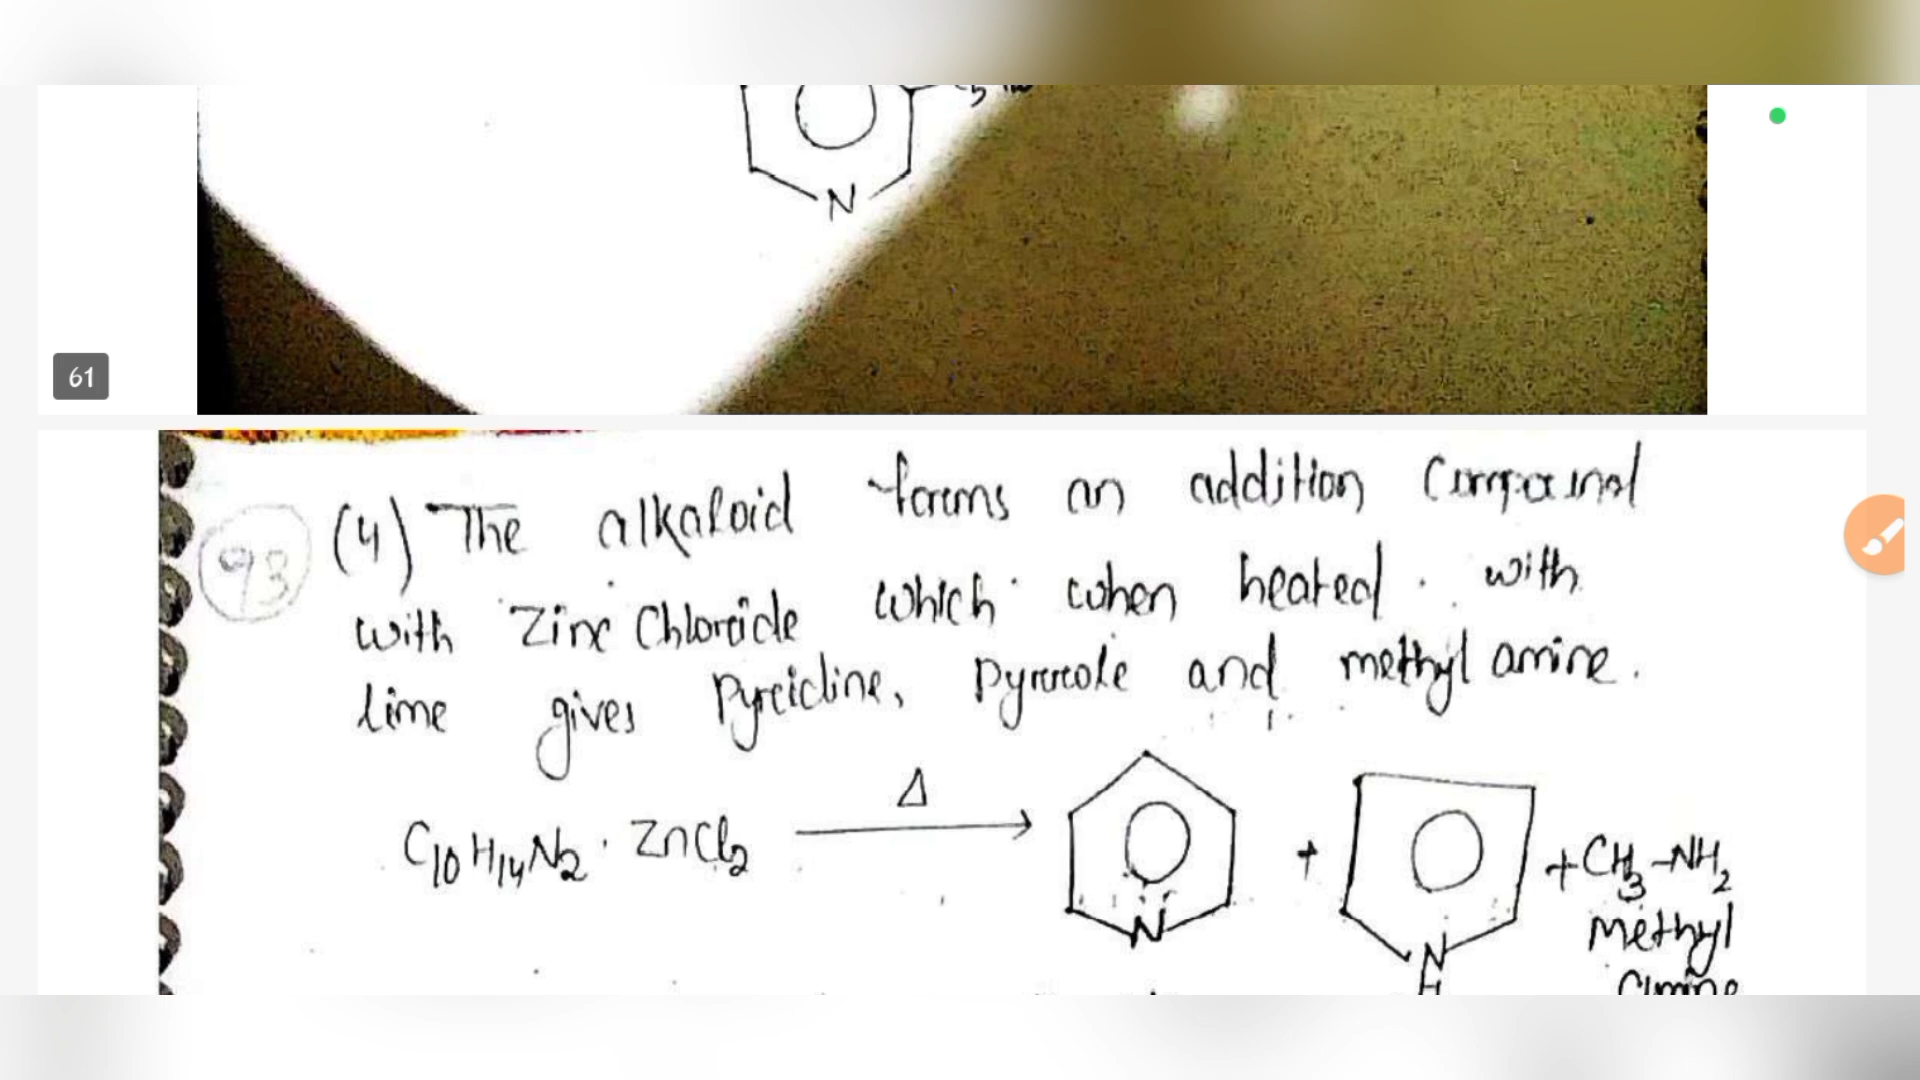 N
61
93
(4) The alkaloid forms an addition Compound
with Zinc Chloride which when heated with
lime gives Pyridine, Pyrrole and methyl amine.
C₁₀H₁₄N₂ · ZnCl₂ Δ → N + N H + CH₃-NH₂
Methyl
amine